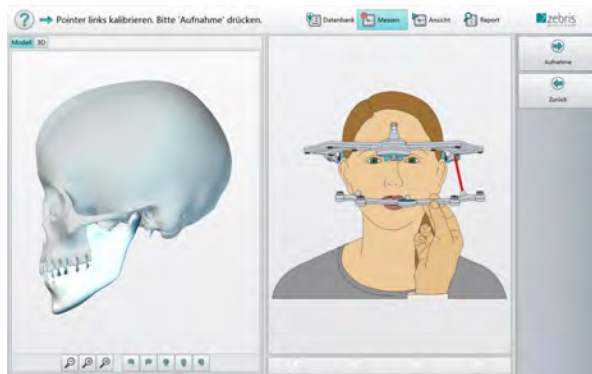 Pointer links kalibrieren. Bitte 'Aufnahme' drücken.
Datenbank Messen Ansicht Report
zebris
Modell 3D
Aufnahme
Zurück